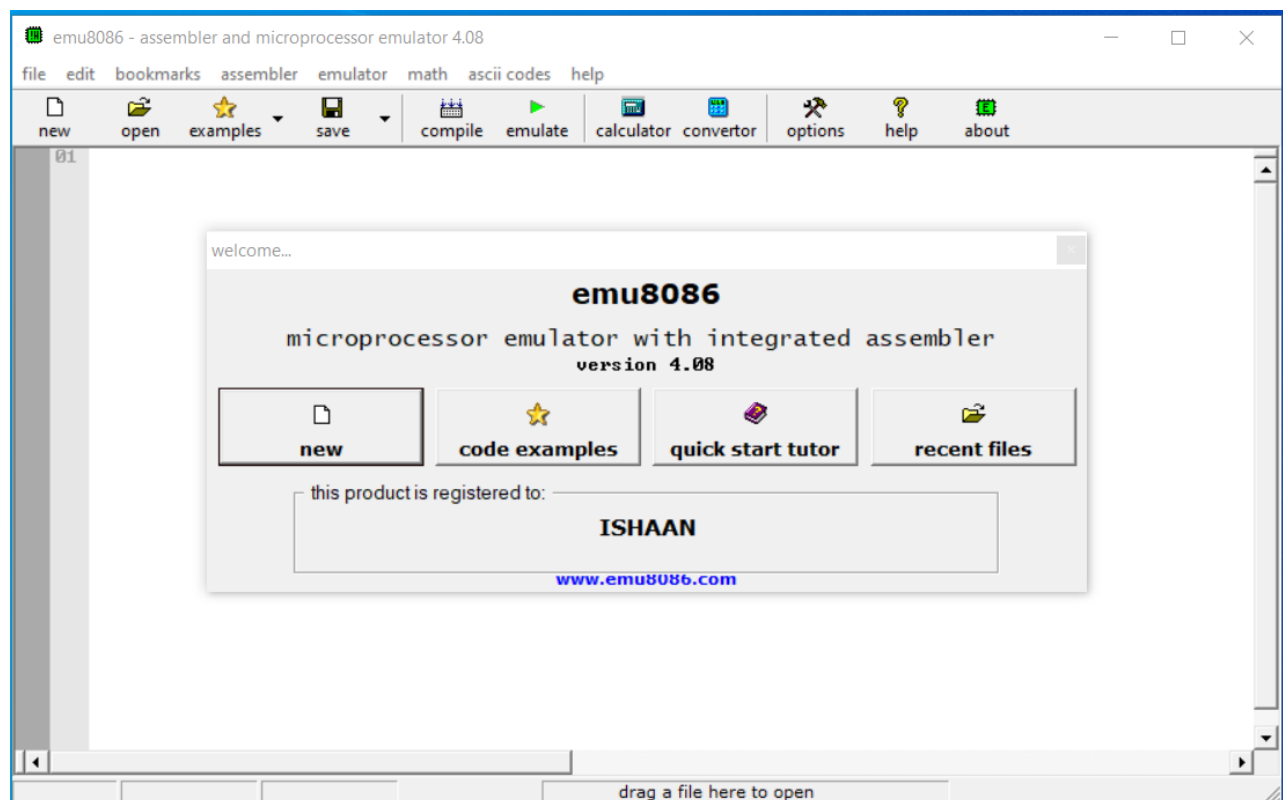 emu8086 - assembler and microprocessor emulator 4.08
file edit bookmarks assembler emulator math ascii codes help
new open examples save compile emulate calculator convertor options help about
01
welcome...
emu8086
microprocessor emulator with integrated assembler
version 4.08
new code examples quick start tutor recent files
this product is registered to:
ISHAAN
www.emu8086.com
drag a file here to open